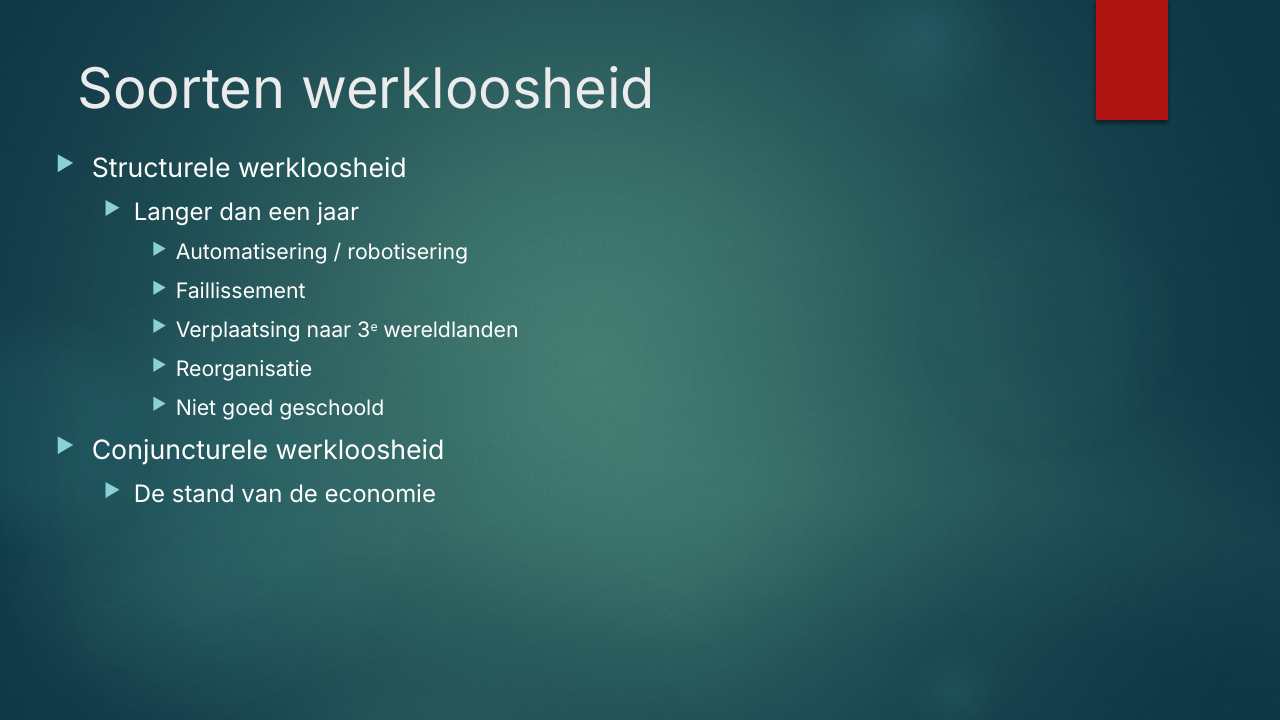 Soorten werkloosheid
Structurele werkloosheid
Langer dan een jaar
Automatisering / robotisering
Faillissement
Verplaatsing naar 3ᵉ wereldlanden
Reorganisatie
Niet goed geschoold
Conjuncturele werkloosheid
De stand van de economie